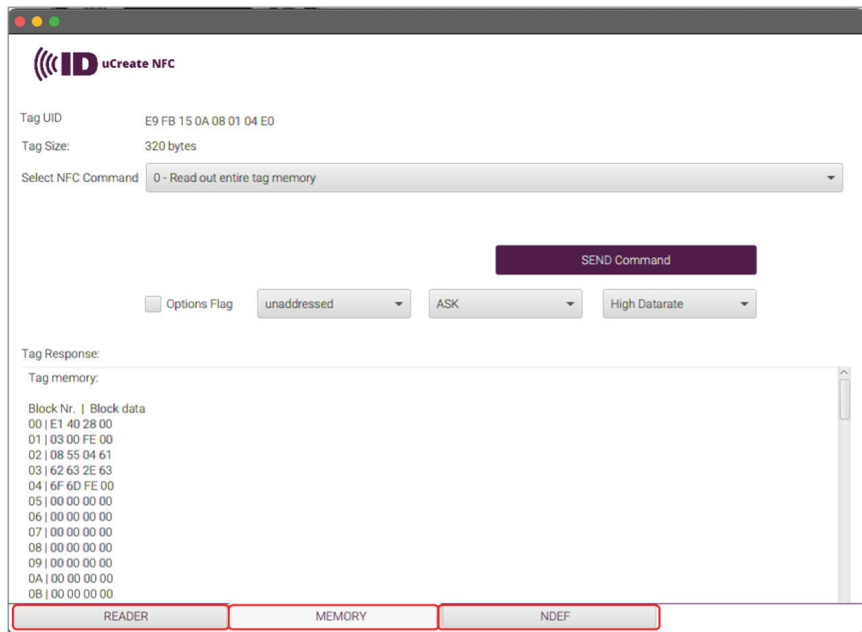 ID uCreate NFC
Tag UID E9 FB 15 0A 08 01 04 E0
Tag Size: 320 bytes
Select NFC Command 0 - Read out entire tag memory
SEND Command
Options Flag unaddressed ASK High Datarate
Tag Response:
Tag memory:
Block Nr. | Block data
00 | E1 40 28 00
01 | 03 00 FE 00
02 | 08 55 04 61
03 | 62 63 2E 63
04 | 6F 6D FE 00
05 | 00 00 00 00
06 | 00 00 00 00
07 | 00 00 00 00
08 | 00 00 00 00
09 | 00 00 00 00
0A | 00 00 00 00
0B | 00 00 00 00
READER MEMORY NDEF